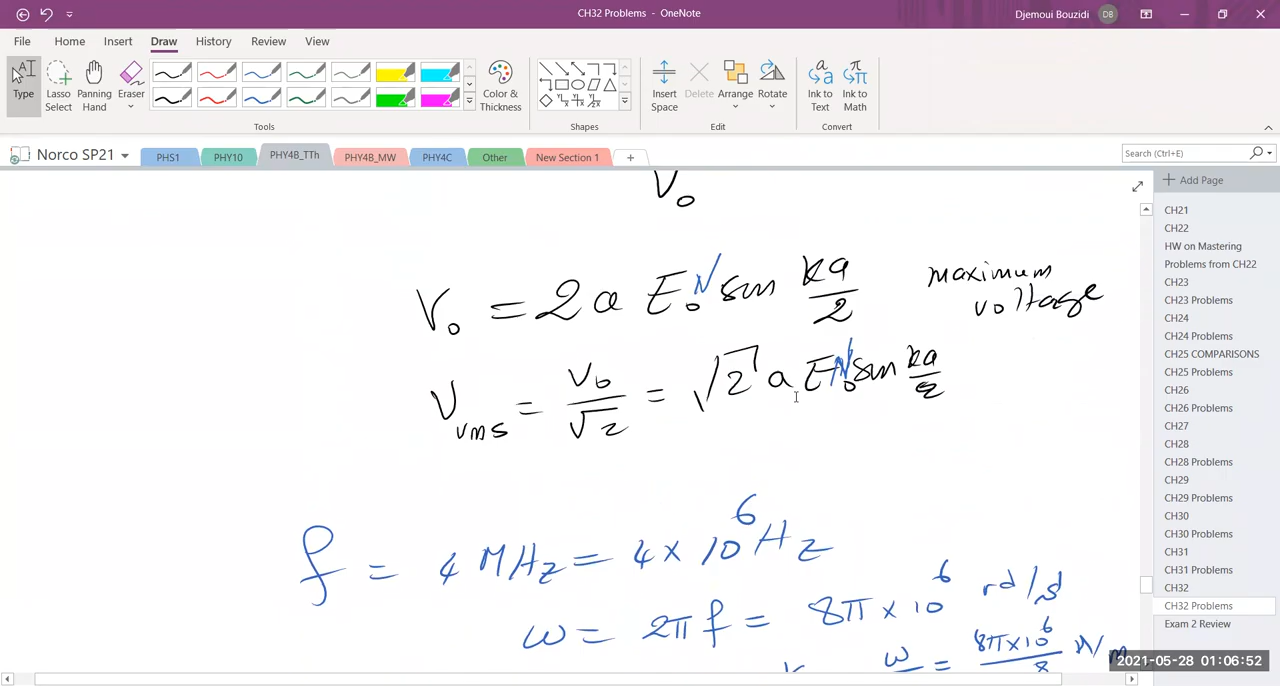 CH32 Problems - OneNote
Djemoui Bouzidi DB
File Home Insert Draw History Review View
Type Lasso Select Panning Hand Eraser Color & Thickness Insert Space Delete Arrange Rotate Ink to Text Ink to Math
Tools Shapes Edit Convert
Norco SP21 PHS1 PHY10 PHY4B_TTh PHY4B_MW PHY4C Other New Section 1 +
Search (Ctrl+E)
Add Page
CH21
CH22
HW on Mastering
Problems from CH22
CH23
CH23 Problems
CH24
CH24 Problems
CH25 COMPARISONS
CH25 Problems
CH26
CH26 Problems
CH27
CH28
CH28 Problems
CH29
CH29 Problems
CH30
CH30 Problems
CH31
CH31 Problems
CH32
CH32 Problems
Exam 2 Review
V₀
V₀ = 2a E₀ N sin ka/2 maximum voltage
Vrms = V₀/√2 = √2 a E₀ N sin ka/2
f = 4 MHz = 4 × 10⁶ Hz
ω = 2πf = 8π × 10⁶ rd/s
ω = 8π×10⁶
2021-05-28 01:06:52